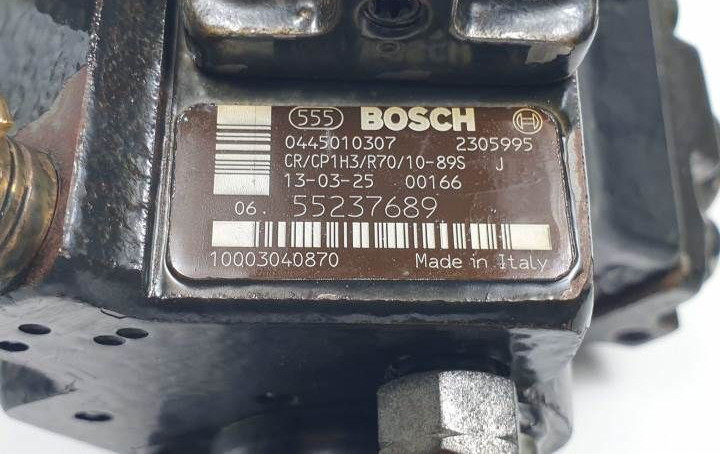 BOSCH
555 BOSCH
0445010307 2305995
CR/CP1H3/R70/10-89S J
13-03-25 00166
06. 55237689
10003040870 Made in Italy